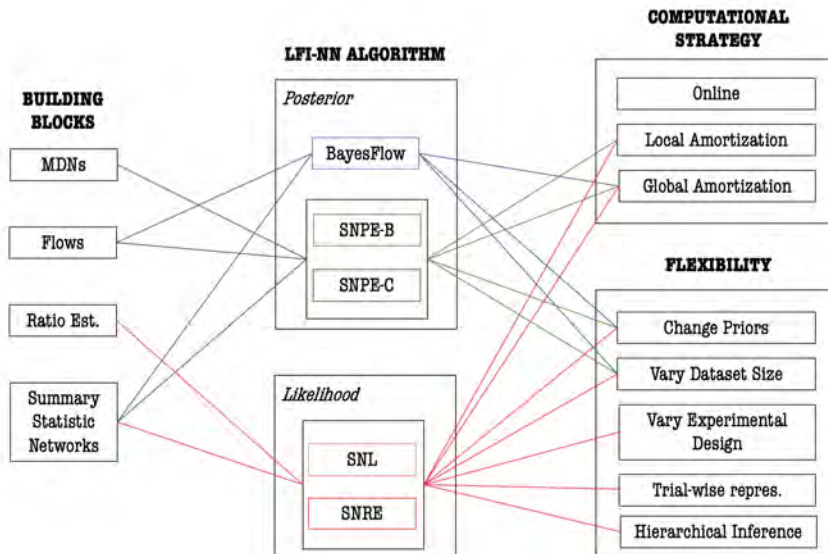 BUILDING
BLOCKS
MDNs
Flows
Ratio Est.
Summary
Statistic
Networks
LFI-NN ALGORITHM
Posterior
BayesFlow
SNPE-B
SNPE-C
Likelihood
SNL
SNRE
COMPUTATIONAL
STRATEGY
Online
Local Amortization
Global Amortization
FLEXIBILITY
Change Priors
Vary Dataset Size
Vary Experimental
Design
Trial-wise repres.
Hierarchical Inference